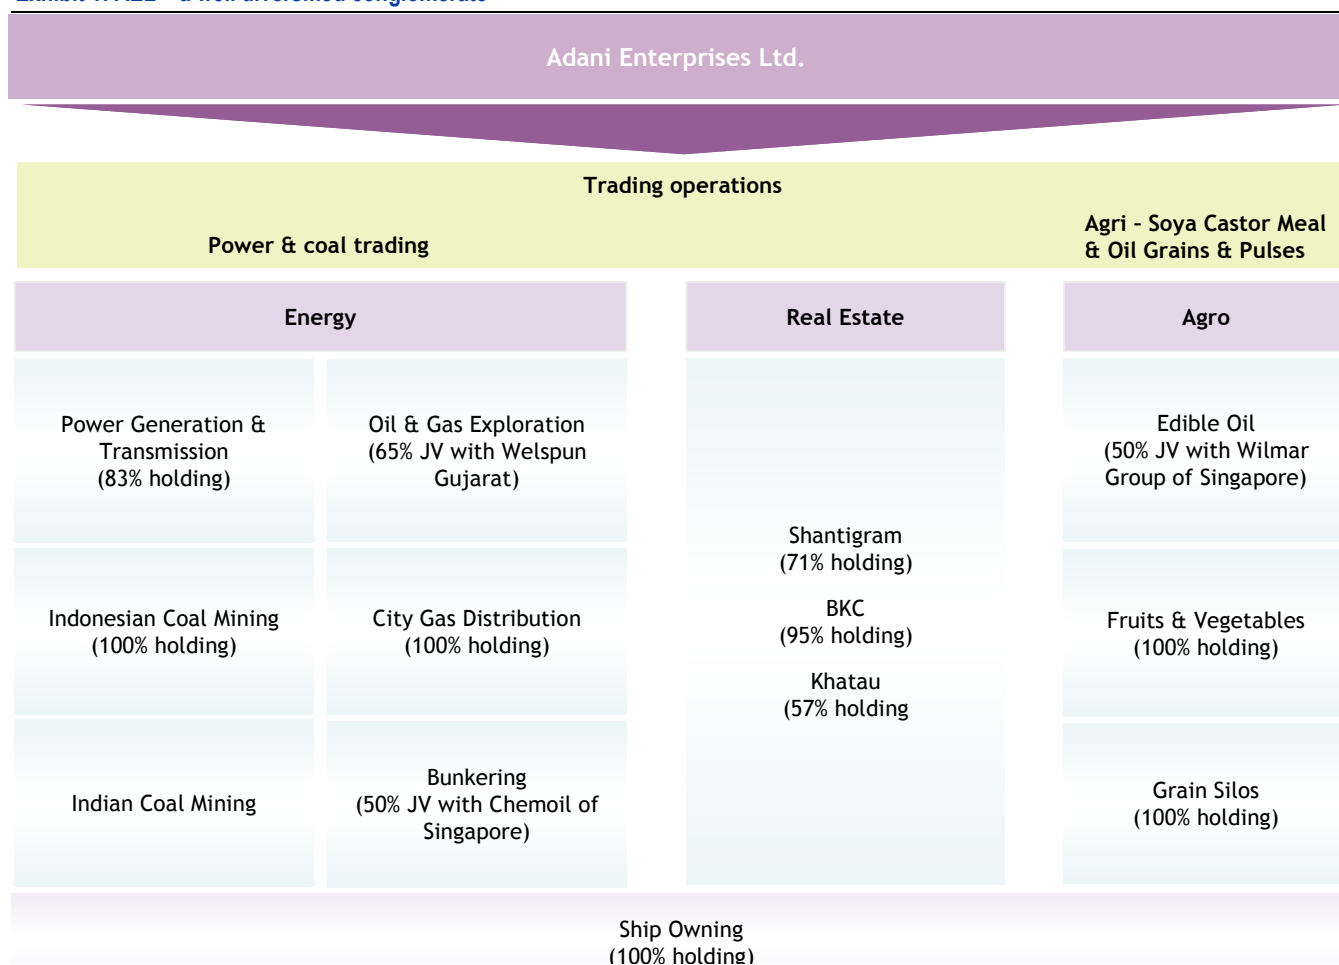 Adani Enterprises Ltd.
Trading operations
Power & coal trading
Agri - Soya Castor Meal
& Oil Grains & Pulses
Energy
Real Estate
Agro
Power Generation &
Transmission
(83% holding)
Oil & Gas Exploration
(65% JV with Welspun
Gujarat)
Indonesian Coal Mining
(100% holding)
City Gas Distribution
(100% holding)
Indian Coal Mining
Bunkering
(50% JV with Chemoil of
Singapore)
Shantigram
(71% holding)
BKC
(95% holding)
Khatau
(57% holding
Edible Oil
(50% JV with Wilmar
Group of Singapore)
Fruits & Vegetables
(100% holding)
Grain Silos
(100% holding)
Ship Owning
(100% holding)